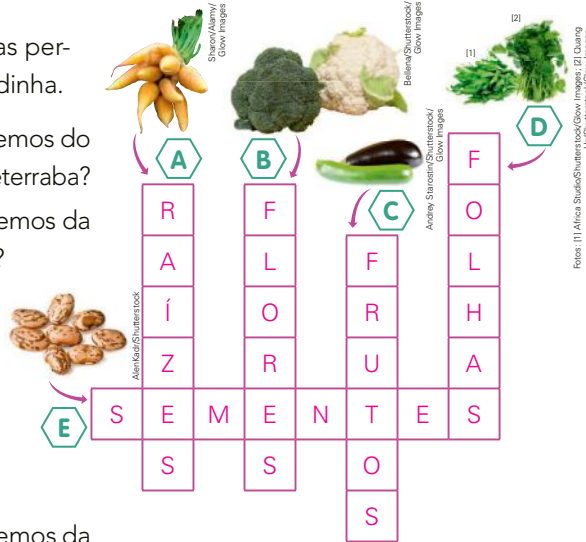 as per-
dinha.
emos do
eterraba?
emos da
?
Sharon/Alamy/
Glow Images
Bellena/Shutterstock/
Glow Images
Andrey Starostin/Shutterstock/
Glow Images
[1]
[2]
Fotos: [1] Africa Studio/Shutterstock/Glow Images; [2] Quang
AlenKadr/Shutterstock
A
B
C
D
E
R A Í Z E S
F L O R E S
F R U T O S
F O L H A S
S E M E N T E S
emos da